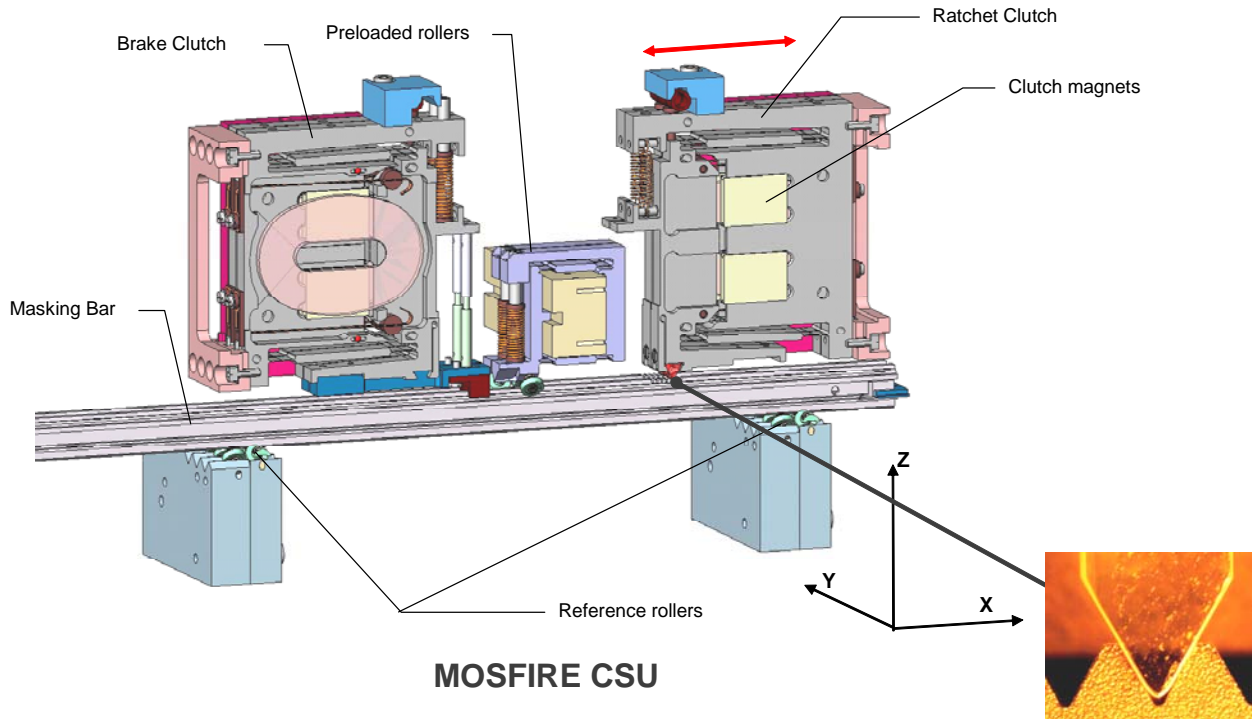 Ratchet Clutch
Preloaded rollers
Brake Clutch
Clutch magnets
Masking Bar
Z
Y
X
Reference rollers
MOSFIRE CSU